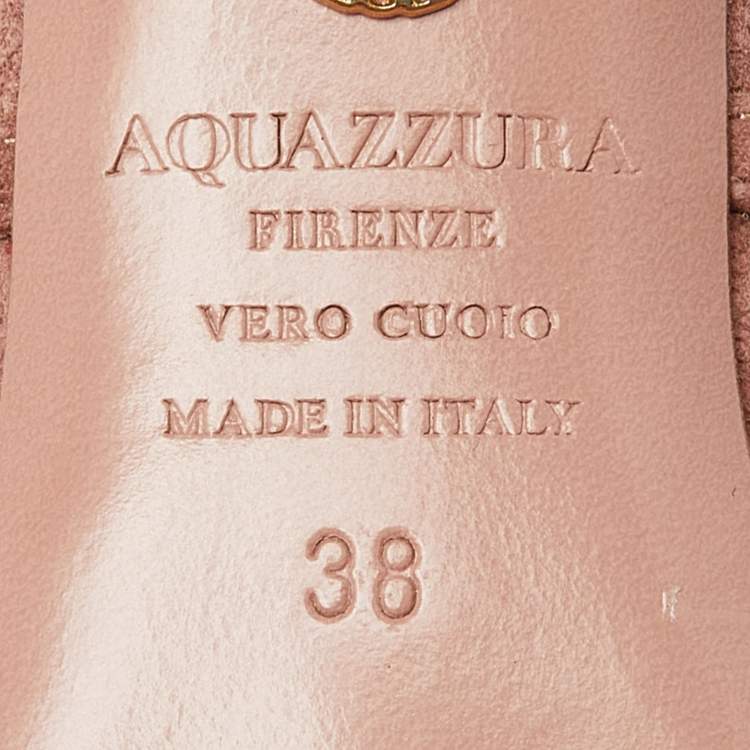 AQUAZZURA
FIRENZE
VERO CUOIO
MADE IN ITALY
38